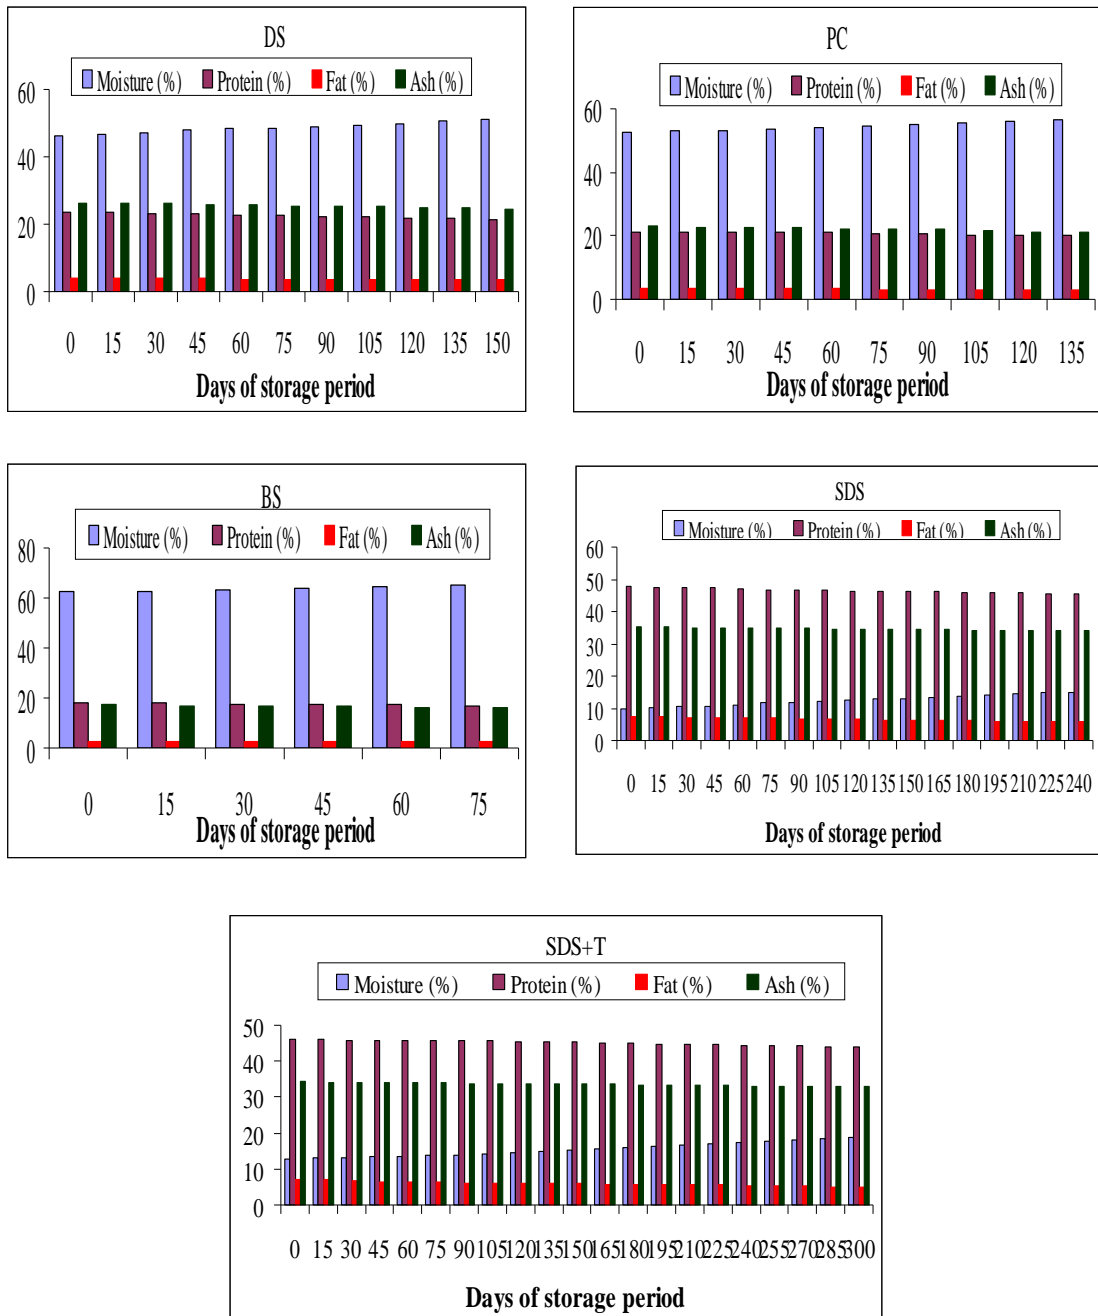 DS
Moisture (%) Protein (%) Fat (%) Ash (%)
60
40
20
0
0 15 30 45 60 75 90 105 120 135 150
Days of storage period
PC
Moisture (%) Protein (%) Fat (%) Ash (%)
60
40
20
0
0 15 30 45 60 75 90 105 120 135
Days of storage period
BS
Moisture (%) Protein (%) Fat (%) Ash (%)
80
60
40
20
0
0 15 30 45 60 75
Days of storage period
SDS
Moisture (%) Protein (%) Fat (%) Ash (%)
60
50
40
30
20
10
0
0 15 30 45 60 75 90 105 120 135 150 165 180 195 210 225 240
Days of storage period
SDS+T
Moisture (%) Protein (%) Fat (%) Ash (%)
50
40
30
20
10
0
0 15 30 45 60 75 90 105 120 135 150 165 180 195 210 225 240 255 270 285 300
Days of storage period